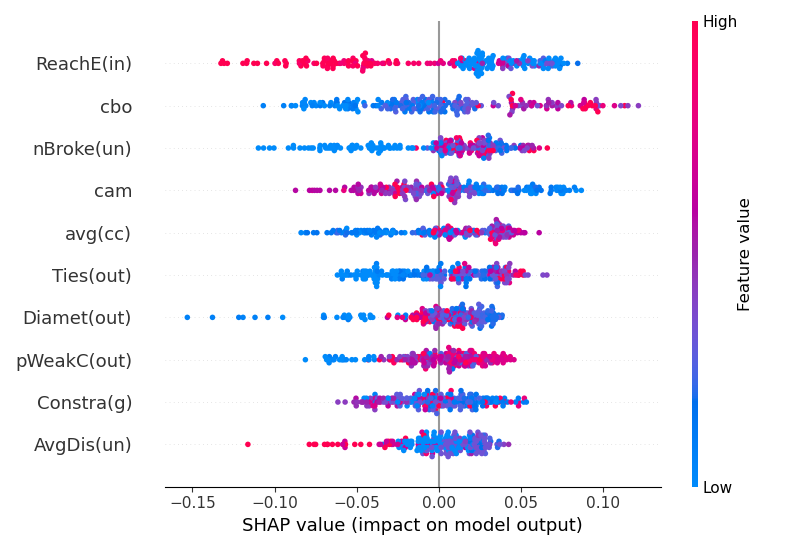 High
ReachE(in)
cbo
nBroke(un)
cam
avg(cc)
Ties(out)
Diamet(out)
pWeakC(out)
Constra(g)
AvgDis(un)
Feature value
Low
−0.15 −0.10 −0.05 0.00 0.05 0.10
SHAP value (impact on model output)